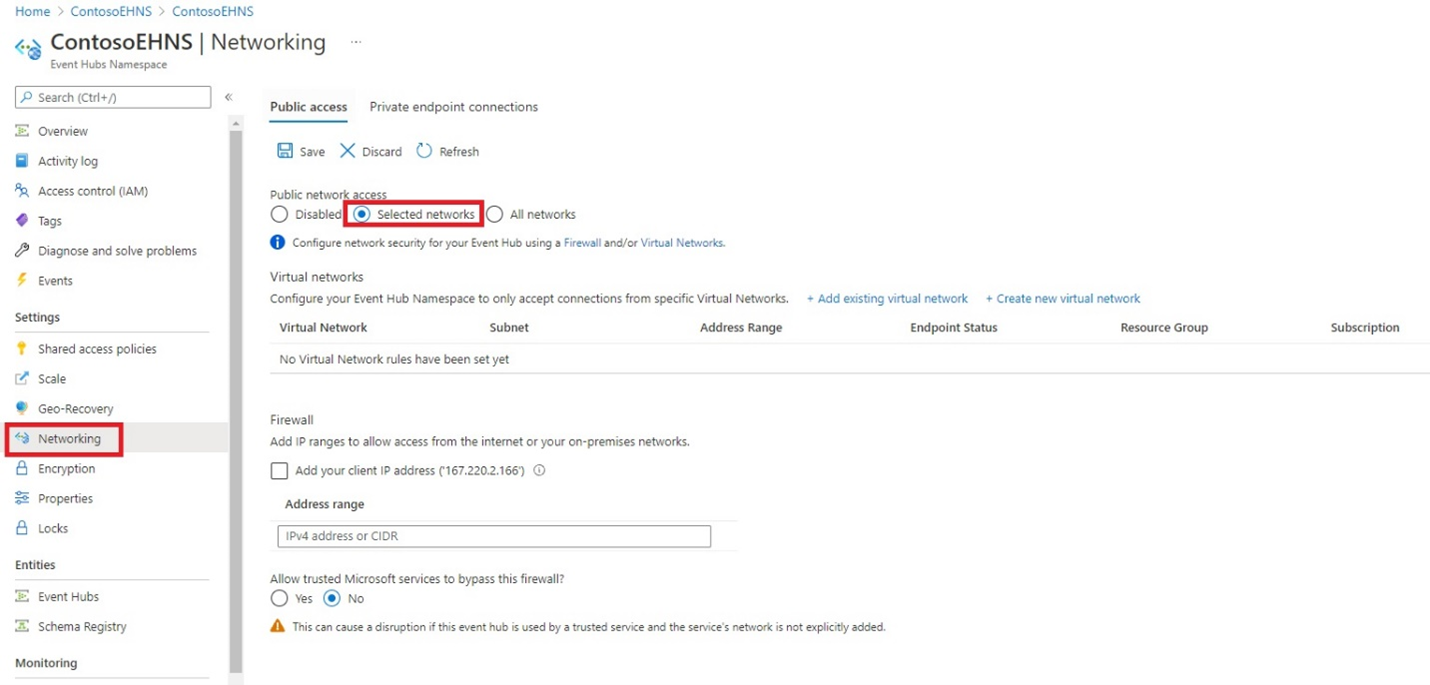 Home > ContosoEHNS > ContosoEHNS
ContosoEHNS | Networking ...
Event Hubs Namespace
Search (Ctrl+/)
«
Overview
Activity log
Access control (IAM)
Tags
Diagnose and solve problems
Events
Settings
Shared access policies
Scale
Geo-Recovery
Networking
Encryption
Properties
Locks
Entities
Event Hubs
Schema Registry
Monitoring
Public access Private endpoint connections
Save Discard Refresh
Public network access
Disabled Selected networks All networks
Configure network security for your Event Hub using a Firewall and/or Virtual Networks.
Virtual networks
Configure your Event Hub Namespace to only accept connections from specific Virtual Networks. + Add existing virtual network + Create new virtual network
Virtual Network Subnet Address Range Endpoint Status Resource Group Subscription
No Virtual Network rules have been set yet
Firewall
Add IP ranges to allow access from the internet or your on-premises networks.
Add your client IP address ('167.220.2.166')
Address range
IPv4 address or CIDR
Allow trusted Microsoft services to bypass this firewall?
Yes No
This can cause a disruption if this event hub is used by a trusted service and the service's network is not explicitly added.